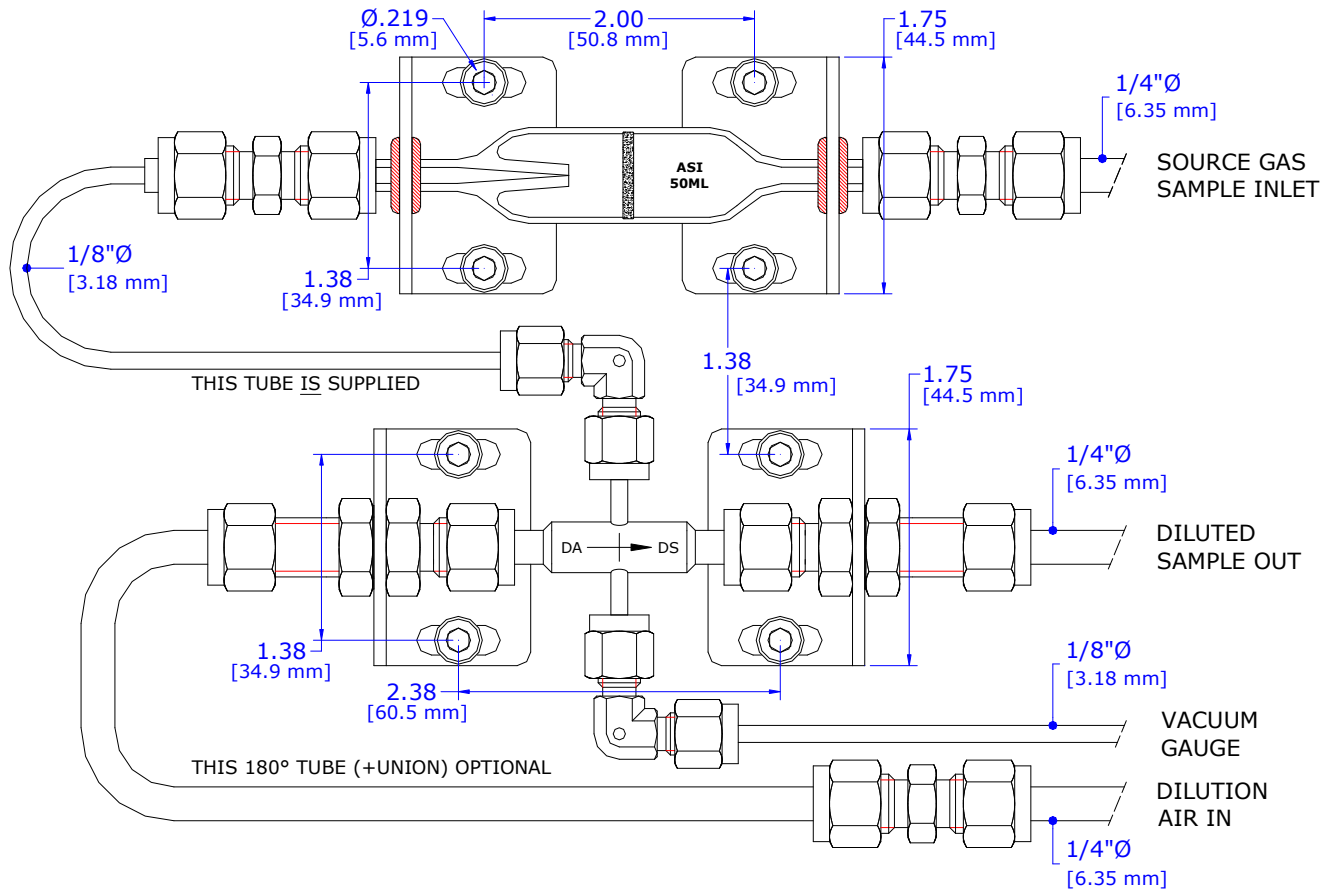 Ø.219
[5.6 mm]
2.00
[50.8 mm]
1.75
[44.5 mm]
1/4"Ø
[6.35 mm]
SOURCE GAS
SAMPLE INLET
ASI
50ML
1/8"Ø
[3.18 mm]
1.38
[34.9 mm]
1.38
[34.9 mm]
THIS TUBE IS SUPPLIED
1.75
[44.5 mm]
1/4"Ø
[6.35 mm]
DILUTED
SAMPLE OUT
DA DS
1.38
[34.9 mm]
2.38
[60.5 mm]
1/8"Ø
[3.18 mm]
VACUUM
GAUGE
THIS 180° TUBE (+UNION) OPTIONAL
DILUTION
AIR IN
1/4"Ø
[6.35 mm]